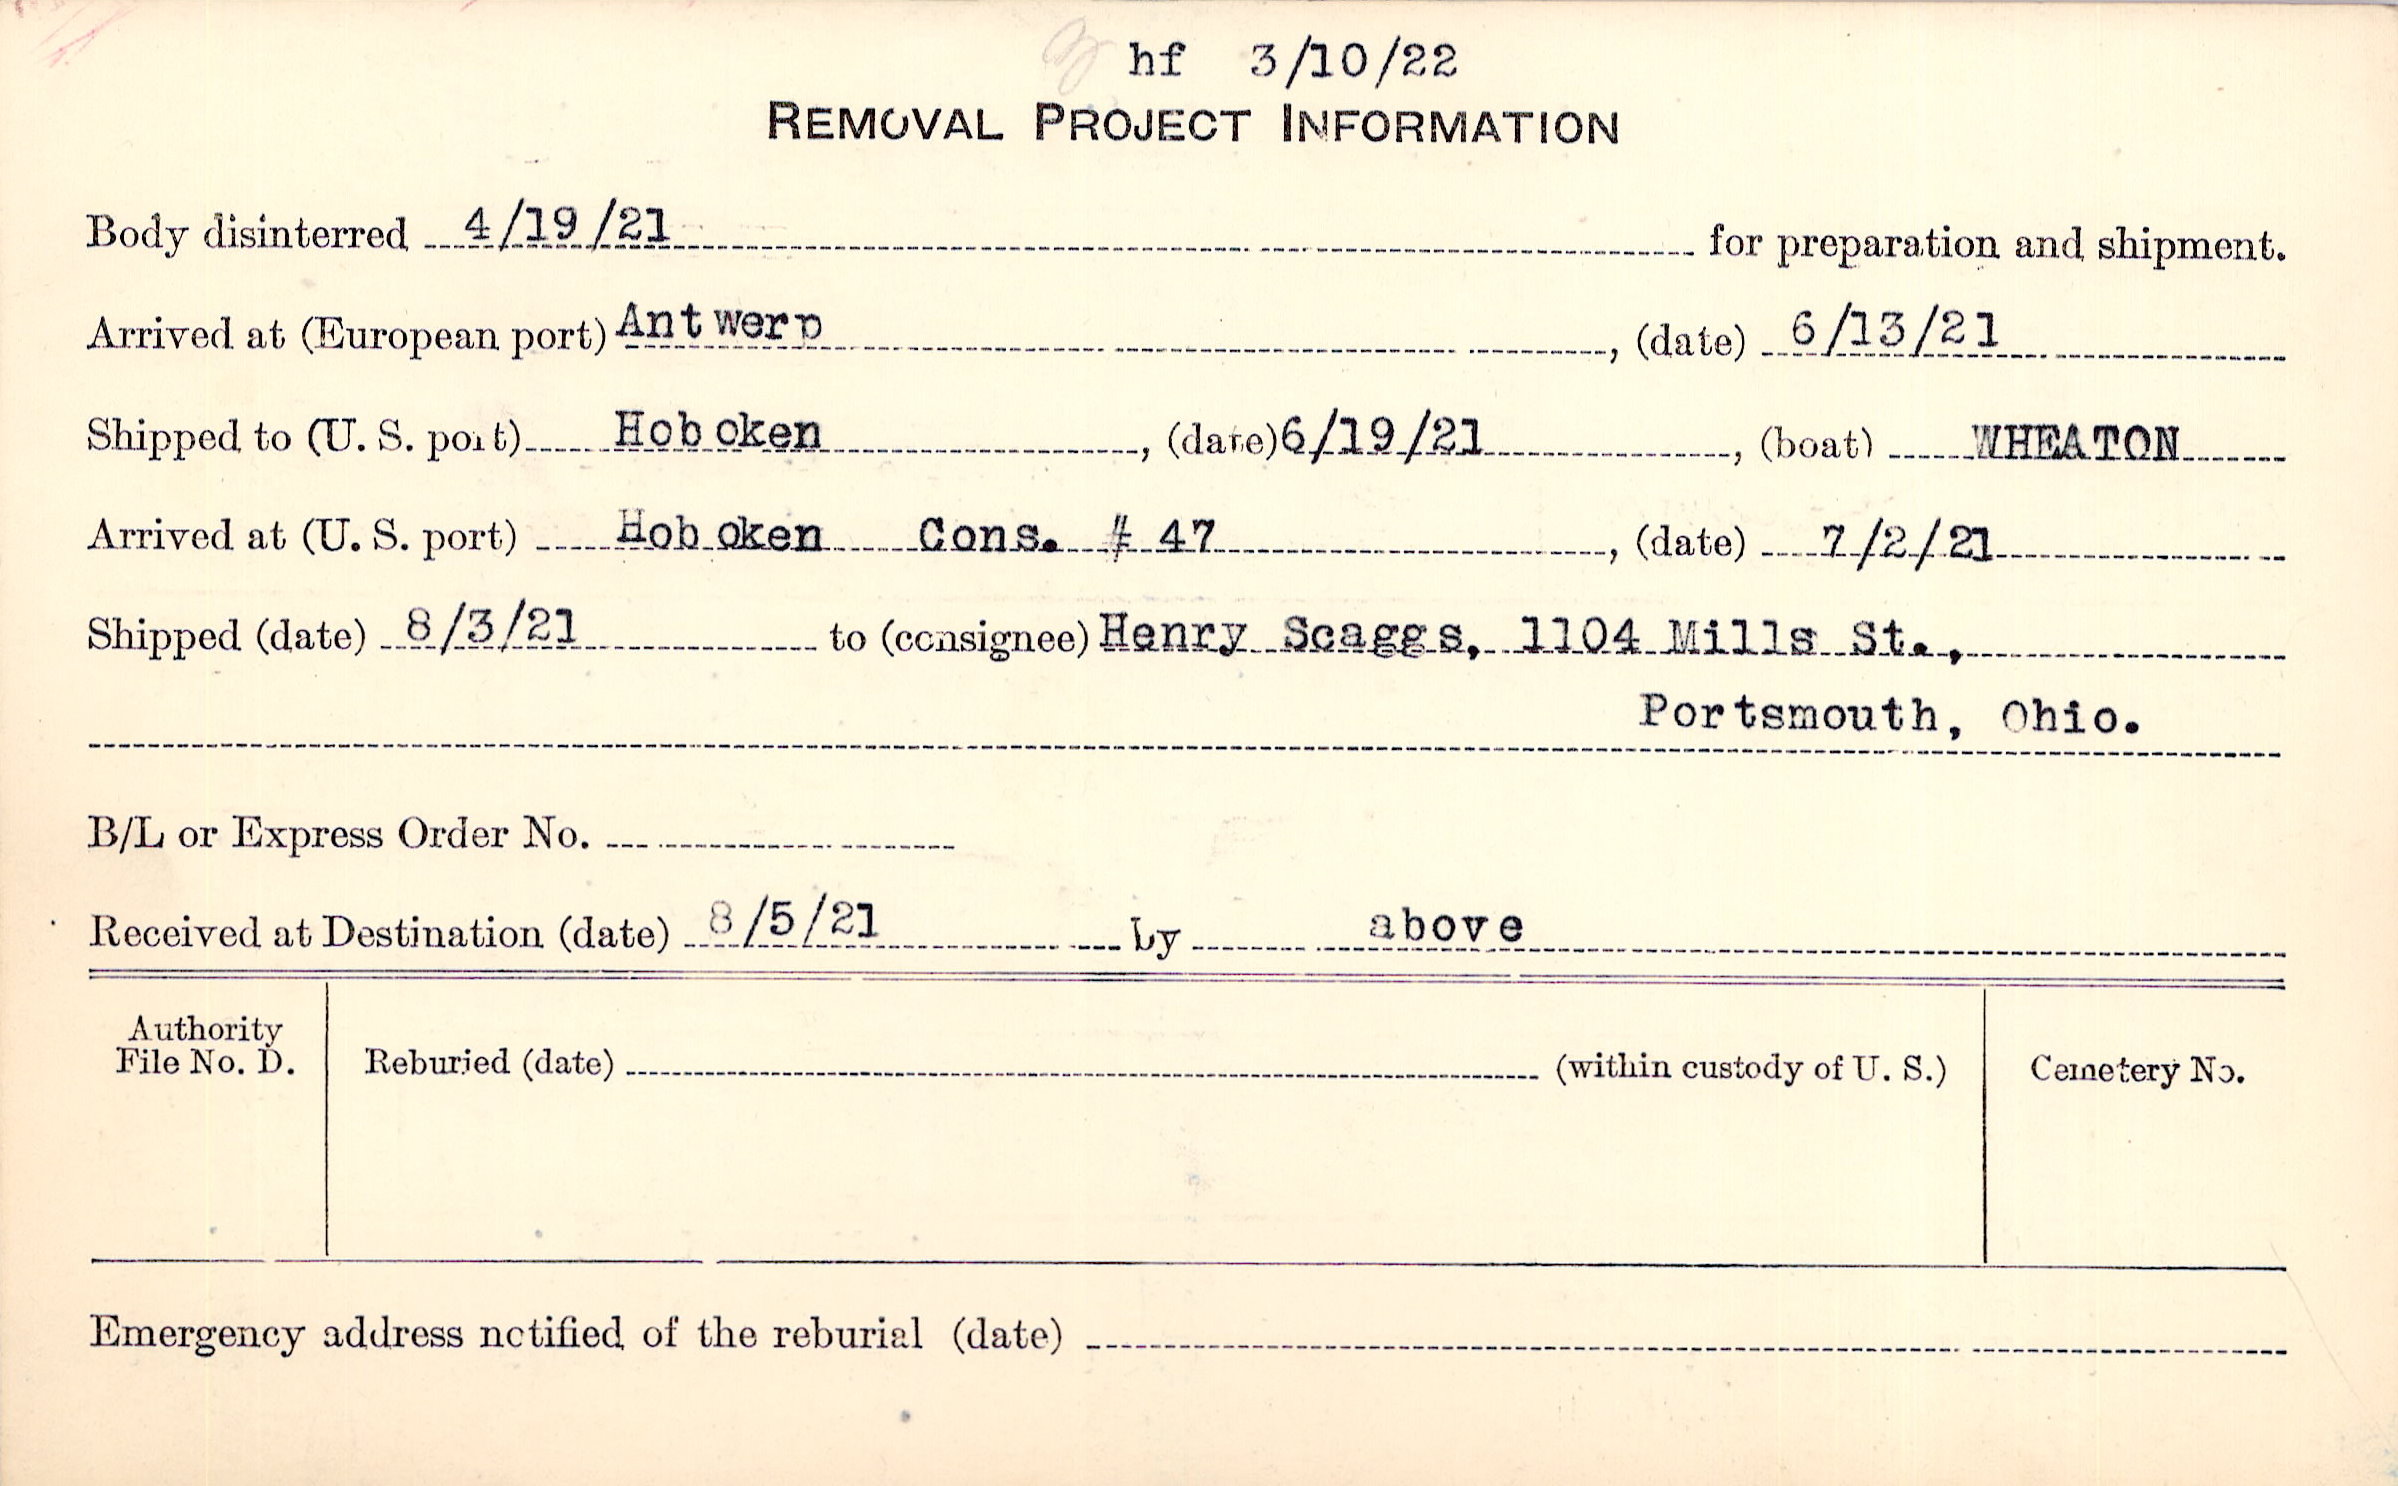 hf 3/10/22
REMOVAL PROJECT INFORMATION
Body disinterred 4/19/21 for preparation and shipment.
Arrived at (European port) Antwerp, (date) 6/13/21
Shipped to (U. S. port) Hoboken, (date) 6/19/21, (boat) WHEATON
Arrived at (U. S. port) Hoboken Cons. # 47, (date) 7/2/21
Shipped (date) 8/3/21 to (consignee) Henry Scaggs, 1104 Mills St.,
Portsmouth, Ohio.
B/L or Express Order No.
Received at Destination (date) 8/5/21 by above
Authority
File No. D.
Reburied (date) (within custody of U. S.)
Cemetery No.
Emergency address notified of the reburial (date)